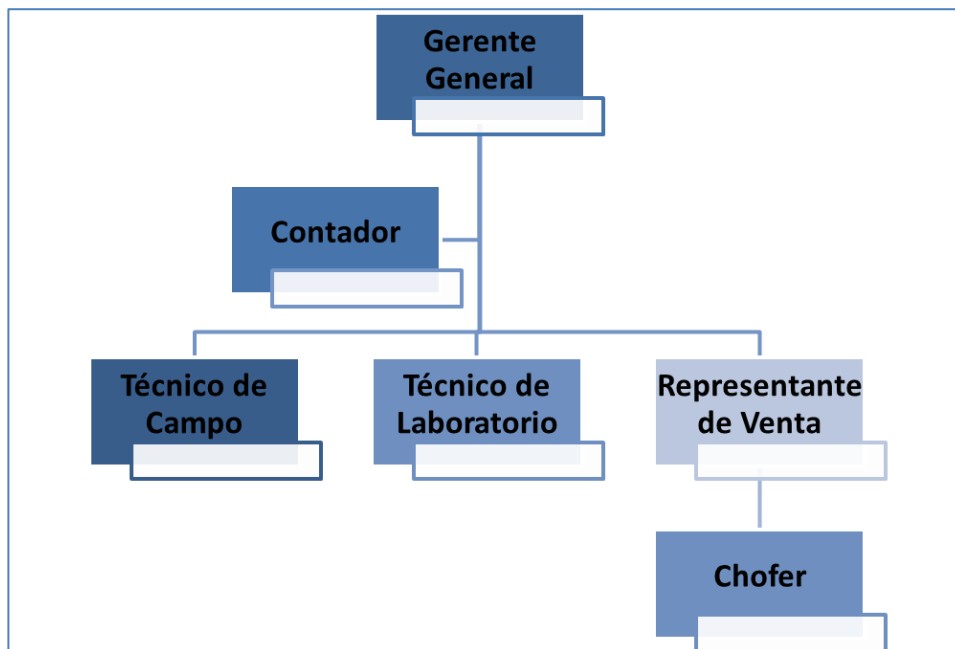 Gerente
General
Contador
Técnico de
Campo
Técnico de
Laboratorio
Representante
de Venta
Chofer